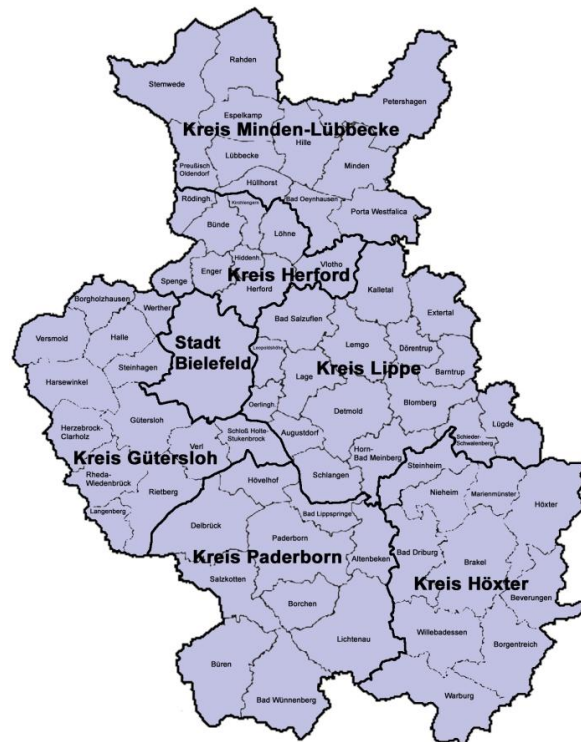 Rahden
Stemwede
Petershagen
Espelkamp
Kreis Minden-Lübbecke
Hille
Lübbecke
Minden
Preußisch
Oldendorf
Hüllhorst
Rödingh.
Kirchlengern
Bad Oeynhausen
Porta Westfalica
Bünde
Löhne
Hiddenh.
Vlotho
Enger
Kreis Herford
Spenge
Herford
Kalletal
Borgholzhausen
Werther
Bad Salzuflen
Extertal
Versmold
Halle
Stadt
Bielefeld
Lemgo
Dörentrup
Leopoldshöhe
Steinhagen
Kreis Lippe
Barntrup
Harsewinkel
Lage
Blomberg
Oerlingh.
Detmold
Lügde
Gütersloh
Herzebrock-
Clarholz
Augustdorf
Schieder-
Schwalenberg
Verl
Schloß Holte-
Stukenbrock
Horn-
Bad Meinberg
Kreis Gütersloh
Schlangen
Steinheim
Rheda-
Wiedenbrück
Rietberg
Hövelhof
Nieheim
Marienmünster
Höxter
Langenberg
Bad Lippspringe
Delbrück
Paderborn
Altenbeken
Bad Driburg
Brakel
Kreis Paderborn
Salzkotten
Kreis Höxter
Beverungen
Borchen
Willebadessen
Lichtenau
Borgentreich
Büren
Bad Wünnenberg
Warburg